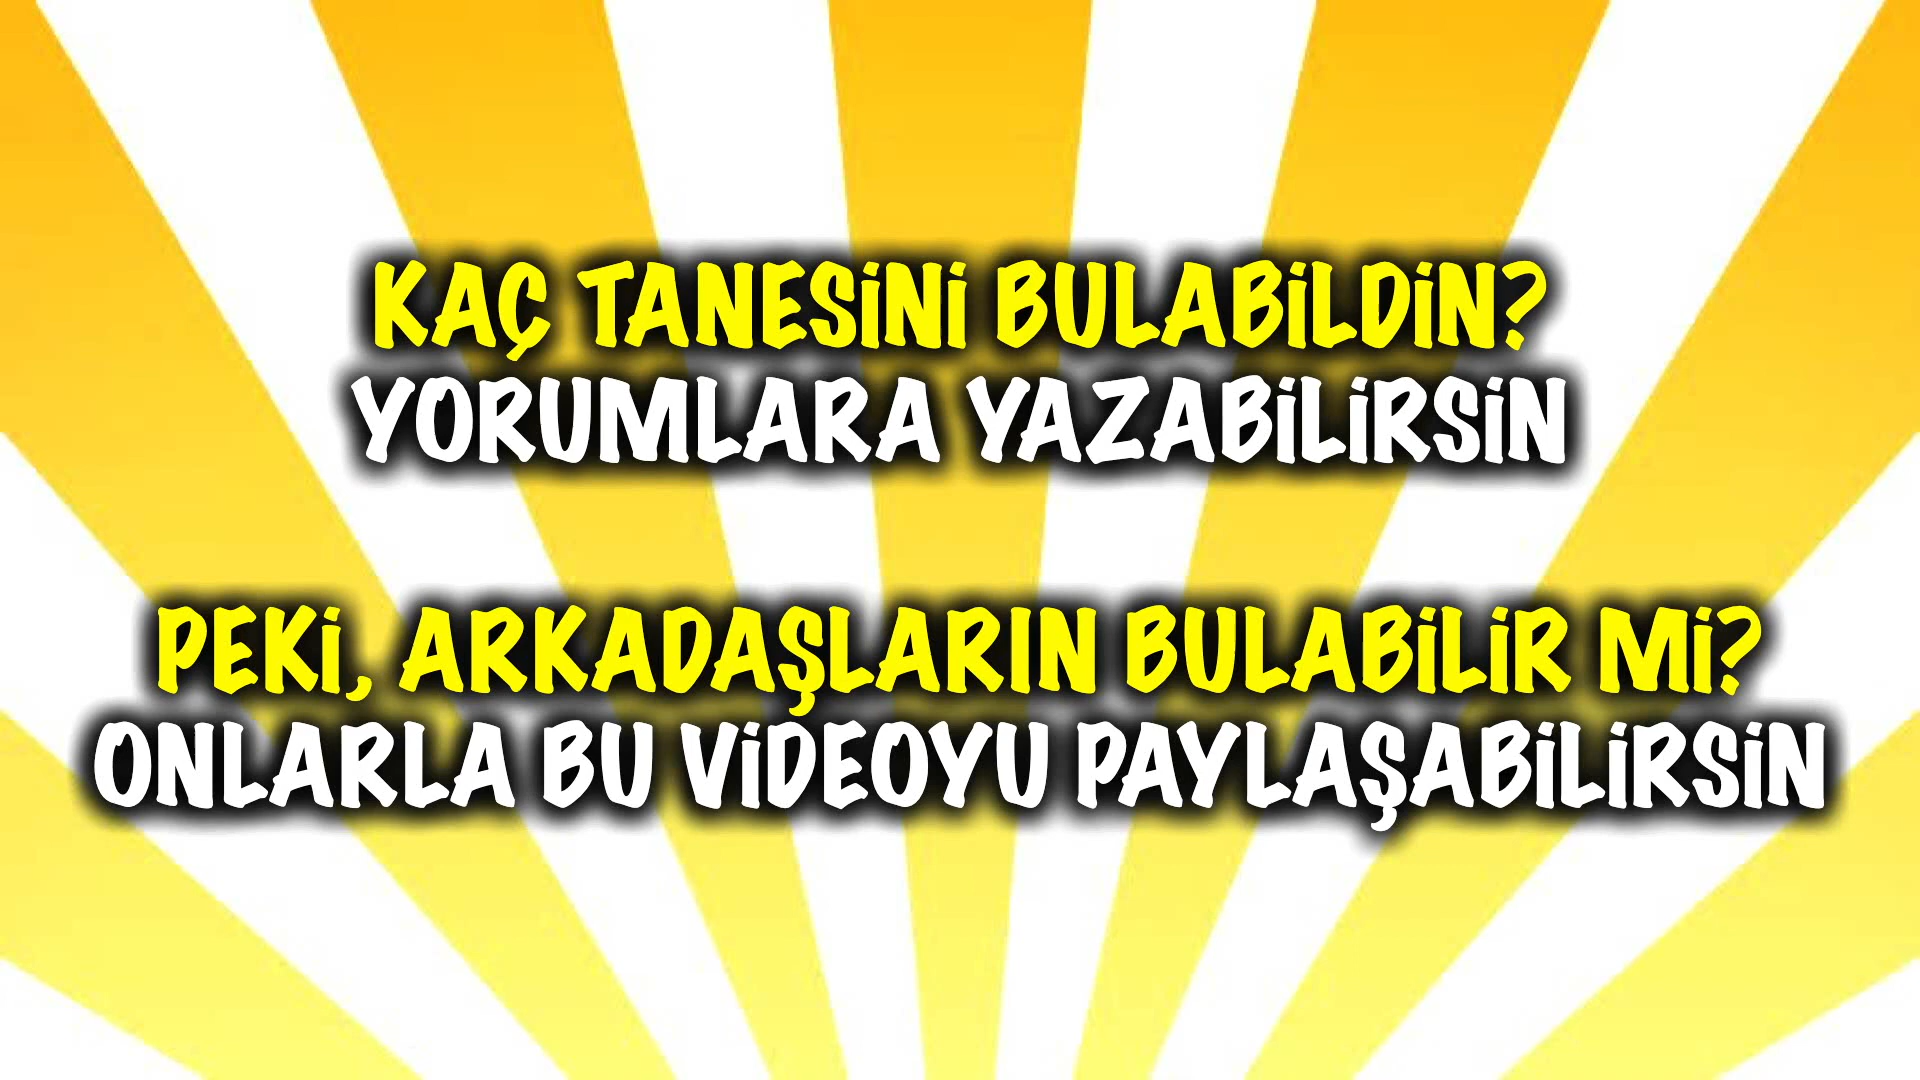 KAÇ TANESİNİ BULABİLDİN?
YORUMLARA YAZABİLİRSİN
PEKİ, ARKADAŞLARIN BULABİLİR Mİ?
ONLARLA BU VİDEOYU PAYLAŞABİLİRSİN